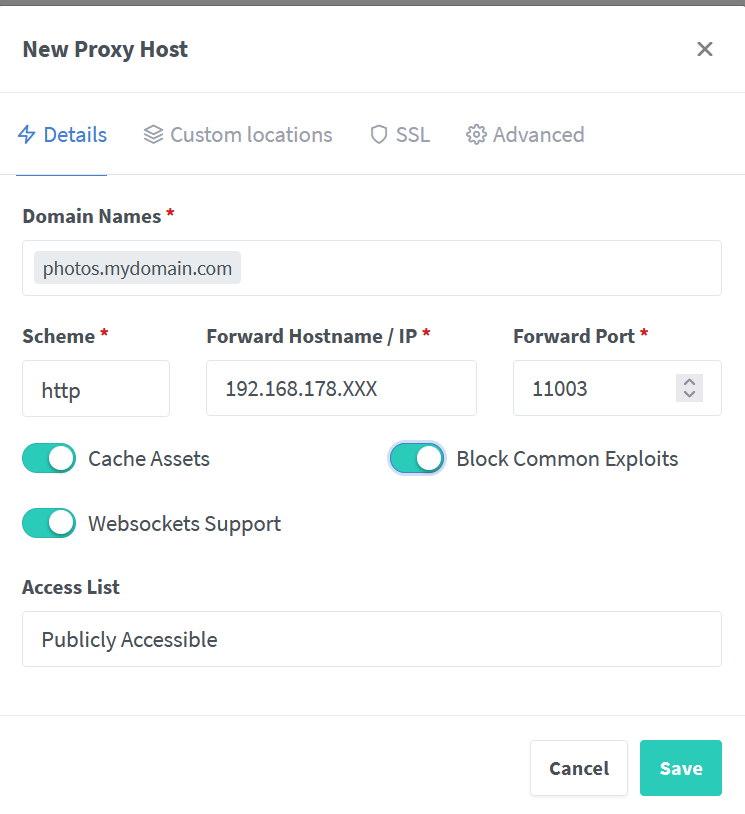 New Proxy Host
Details Custom locations SSL Advanced
Domain Names *
photos.mydomain.com
Scheme * Forward Hostname / IP * Forward Port *
http 192.168.178.XXX 11003
Cache Assets Block Common Exploits
Websockets Support
Access List
Publicly Accessible
Cancel Save